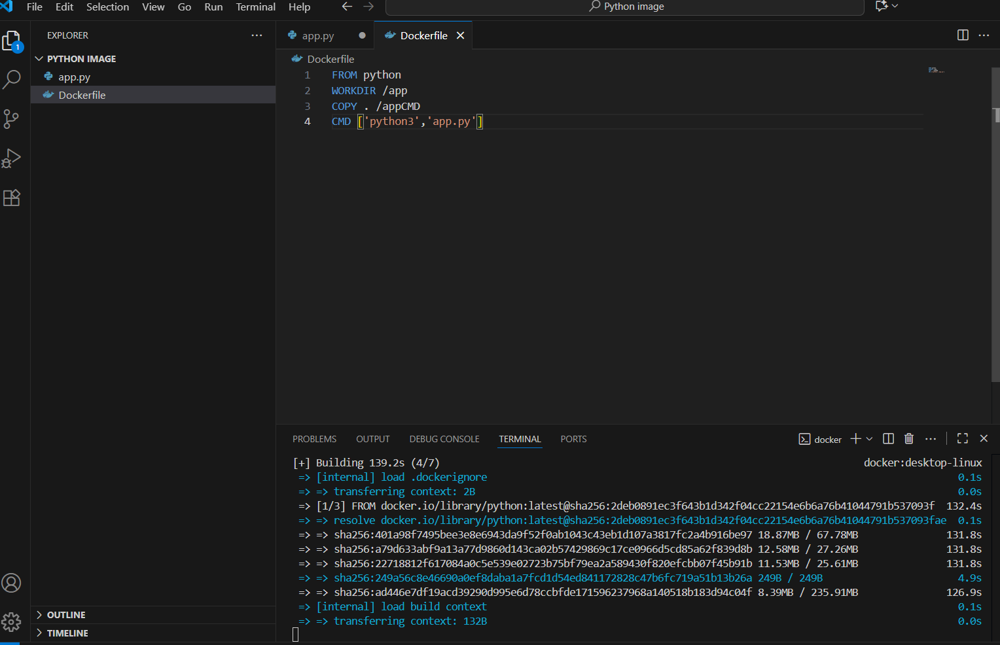 File Edit Selection View Go Run Terminal Help
Python image
EXPLORER
1
PYTHON IMAGE
app.py
Dockerfile
OUTLINE
TIMELINE
app.py
Dockerfile
Dockerfile
1 FROM python
2 WORKDIR /app
3 COPY . /appCMD
4 CMD ['python3','app.py']
PROBLEMS OUTPUT DEBUG CONSOLE TERMINAL PORTS
docker
[+] Building 139.2s (4/7) docker:desktop-linux
=> [internal] load .dockerignore 0.1s
=> => transferring context: 2B 0.0s
=> [1/3] FROM docker.io/library/python:latest@sha256:2deb0891ec3f643b1d342f04cc22154e6b6a76b41044791b537093f 132.4s
=> => resolve docker.io/library/python:latest@sha256:2deb0891ec3f643b1d342f04cc22154e6b6a76b41044791b537093fae 0.1s
=> => sha256:401a98f7495bee3e8e6943da9f52f0ab1043c43eb1d107a3817fc2a4b916be97 18.87MB / 67.78MB 131.8s
=> => sha256:a79d633abf9a13a77d9860d143ca02b57429869c17ce0966d5cd85a62f839d8b 12.58MB / 27.26MB 131.8s
=> => sha256:22718812f617084a0c5e539e02723b75bf79ea2a589430f820efcbb07f45b91b 11.53MB / 25.61MB 131.8s
=> => sha256:249a56c8e46690a0ef8daba1a7fcd1d54ed841172828c47b6fc719a51b13b26a 249B / 249B 4.9s
=> => sha256:ad446e7df19acd39290d995e6d78ccbfde171596237968a140518b183d94c04f 8.39MB / 235.91MB 126.9s
=> [internal] load build context 0.1s
=> => transferring context: 132B 0.0s